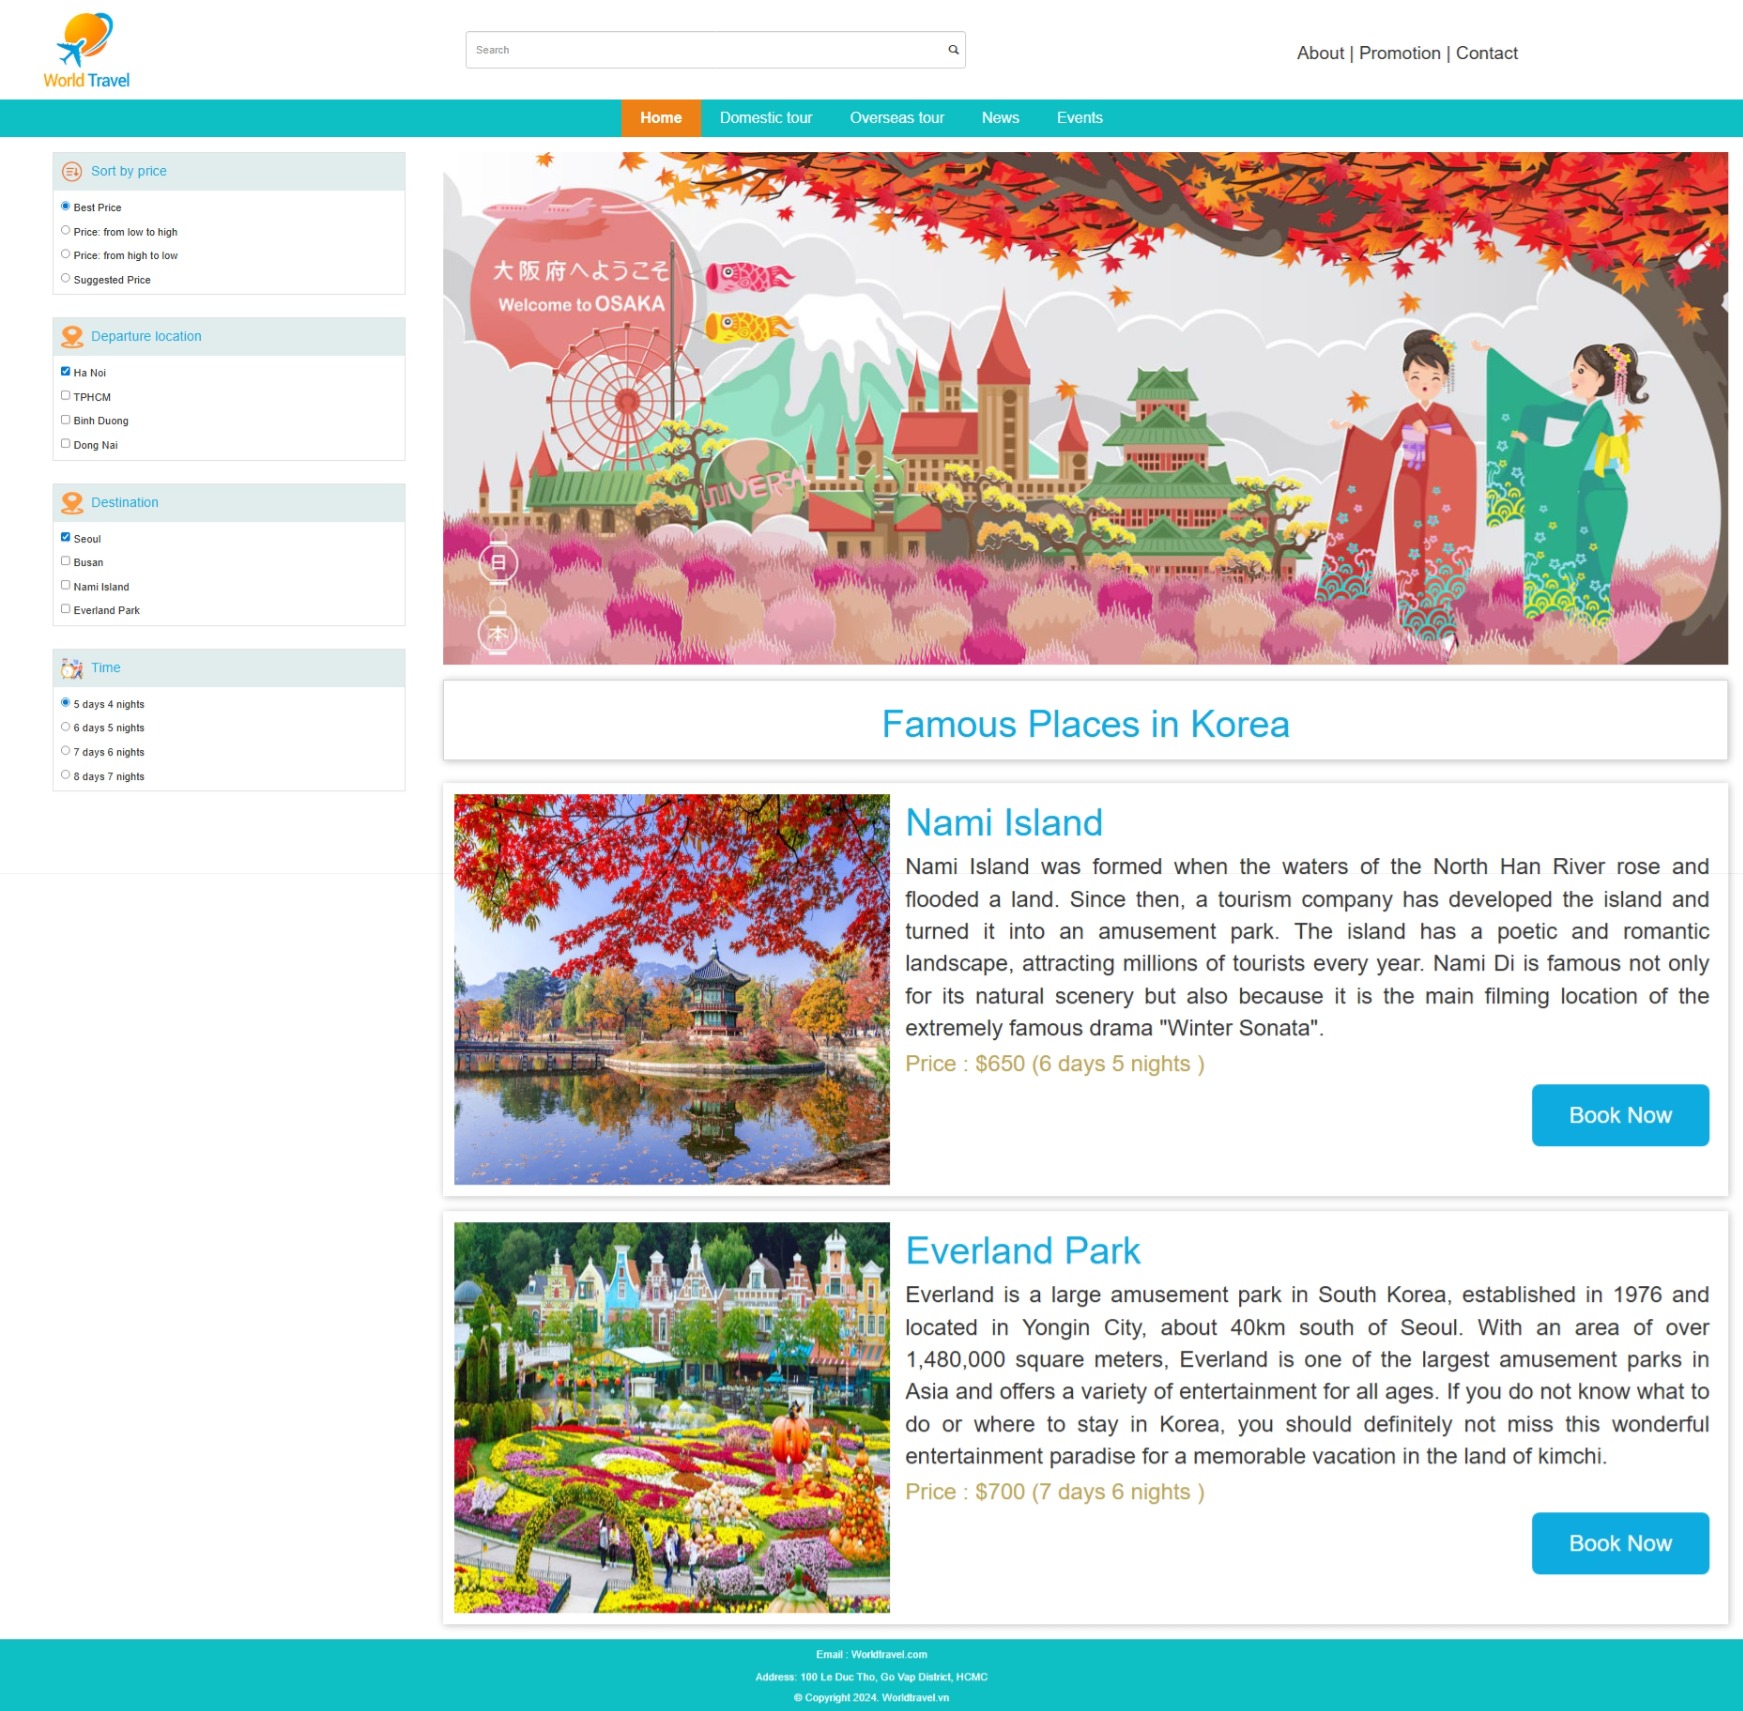 World Travel
Search
About | Promotion | Contact
Home Domestic tour Overseas tour News Events
Sort by price
Best Price
Price: from low to high
Price: from high to low
Suggested Price
Departure location
Ha Noi
TPHCM
Binh Duong
Dong Nai
Destination
Seoul
Busan
Nami Island
Everland Park
Time
5 days 4 nights
6 days 5 nights
7 days 6 nights
8 days 7 nights
大阪府へようこそ
Welcome to OSAKA
UNIVERSAL
日
本
Famous Places in Korea
Nami Island
Nami Island was formed when the waters of the North Han River rose and
flooded a land. Since then, a tourism company has developed the island and
turned it into an amusement park. The island has a poetic and romantic
landscape, attracting millions of tourists every year. Nami Di is famous not only
for its natural scenery but also because it is the main filming location of the
extremely famous drama "Winter Sonata".
Price : $650 (6 days 5 nights )
Book Now
Everland Park
Everland is a large amusement park in South Korea, established in 1976 and
located in Yongin City, about 40km south of Seoul. With an area of over
1,480,000 square meters, Everland is one of the largest amusement parks in
Asia and offers a variety of entertainment for all ages. If you do not know what to
do or where to stay in Korea, you should definitely not miss this wonderful
entertainment paradise for a memorable vacation in the land of kimchi.
Price : $700 (7 days 6 nights )
Book Now
Email : Worldtravel.com
Address: 100 Le Duc Tho, Go Vap District, HCMC
© Copyright 2024. Worldtravel.vn